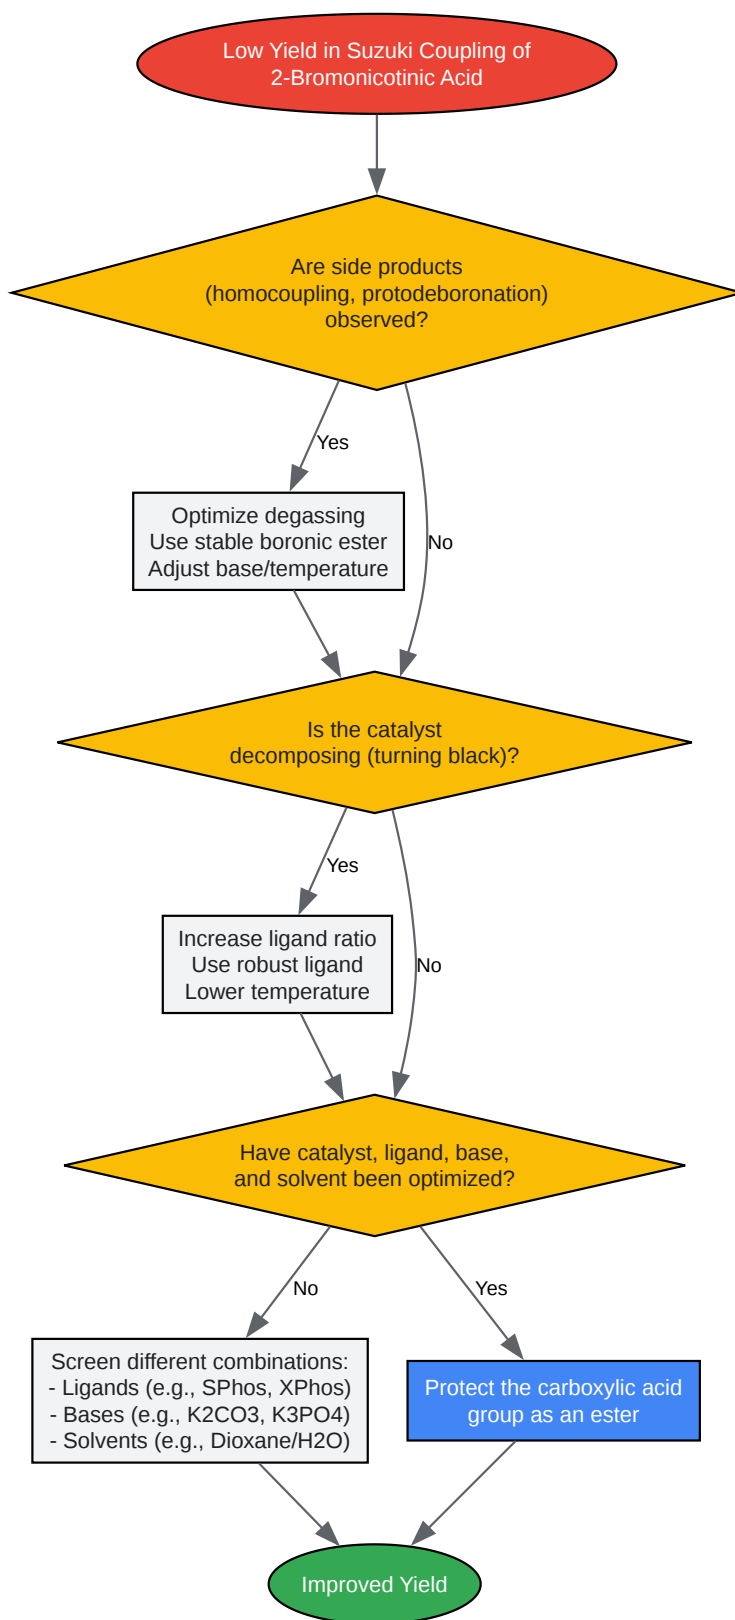 Low Yield in Suzuki Coupling of
2-Bromonicotinic Acid
Are side products
(homocoupling, protodeboronation)
observed?
Yes
Optimize degassing
Use stable boronic ester
Adjust base/temperature
No
Is the catalyst
decomposing (turning black)?
Yes
Increase ligand ratio
Use robust ligand
Lower temperature
No
Have catalyst, ligand, base,
and solvent been optimized?
No
Yes
Screen different combinations:
- Ligands (e.g., SPhos, XPhos)
- Bases (e.g., K2CO3, K3PO4)
- Solvents (e.g., Dioxane/H2O)
Protect the carboxylic acid
group as an ester
Improved Yield